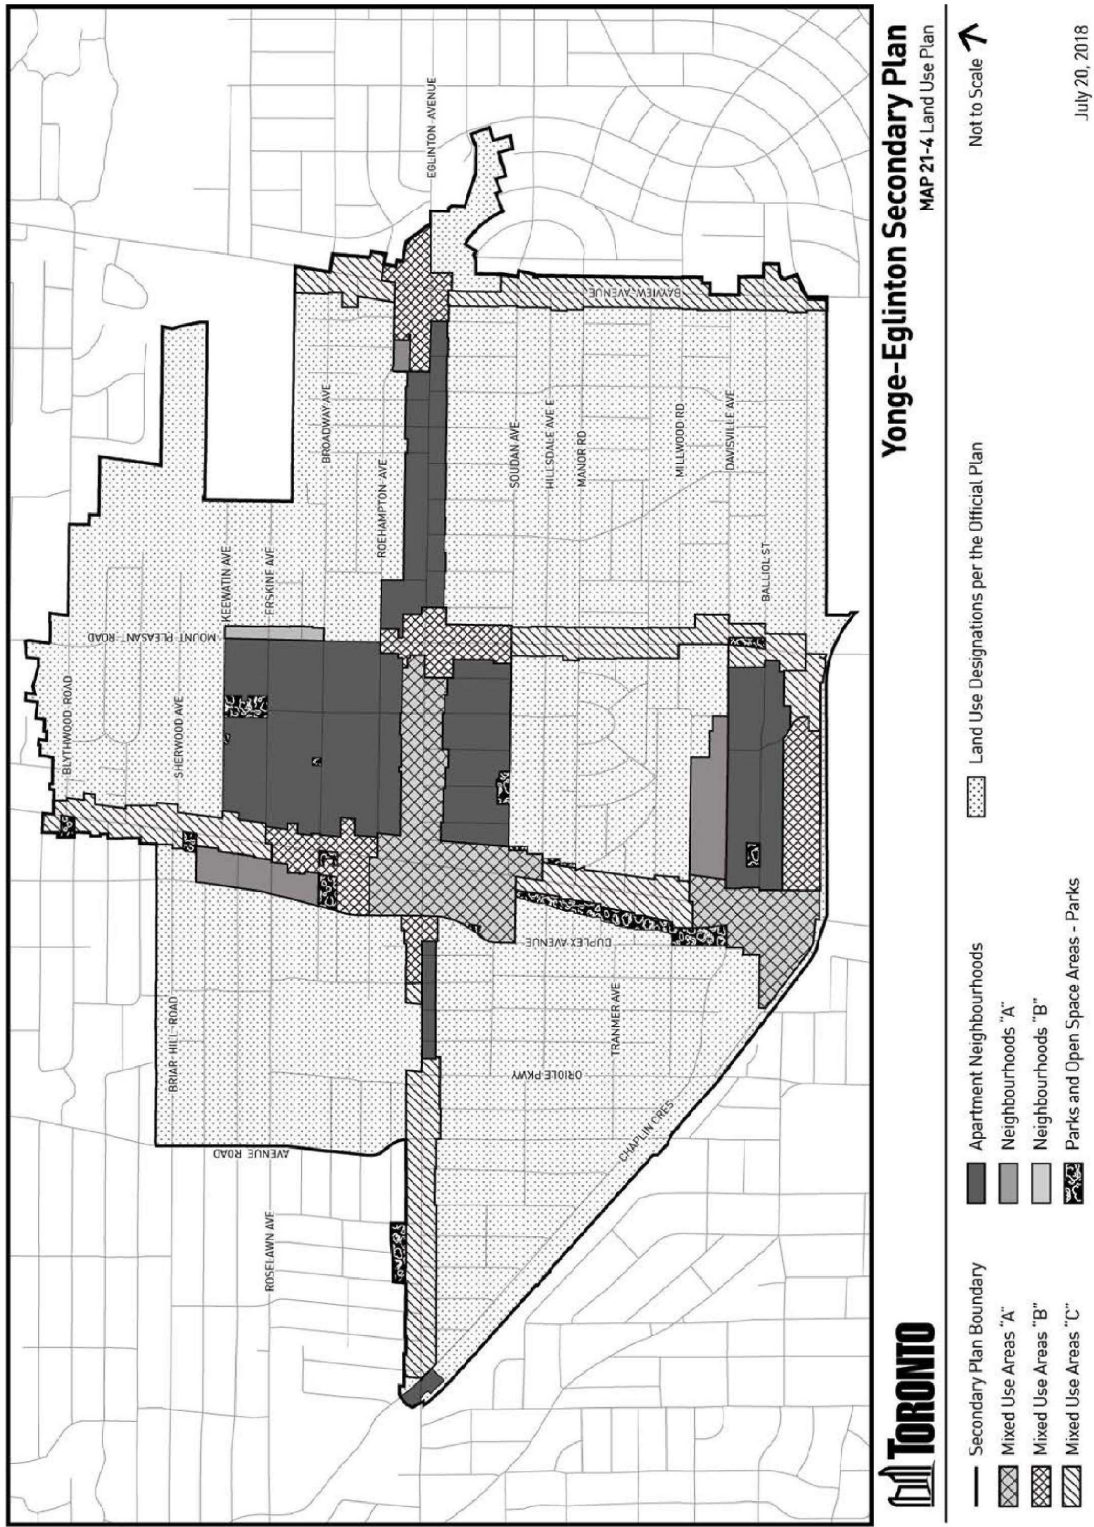 EGLINTON AVENUE
BLYTHWOOD ROAD
SHERWOOD AVE
MOUNT PLEASANT ROAD
KEEWATIN AVE
ERSKINE AVE
BROADWAY AVE
ROEHAMPTON AVE
BAYVIEW AVENUE
SOUDAN AVE
HILLSDALE AVE E
MANOR RD
MILLWOOD RD
DAVISVILLE AVE
BALLIOL ST
BRIAR HILL ROAD
AVENUE ROAD
ROSELAWN AVE
DUPLEX AVENUE
TRANMER AVE
ORIOLE PKWY
CHAPLIN CRES
TORONTO
Yonge-Eglinton Secondary Plan
MAP 21-4 Land Use Plan
Secondary Plan Boundary
Mixed Use Areas "A"
Mixed Use Areas "B"
Mixed Use Areas "C"
Apartment Neighbourhoods
Neighbourhoods "A"
Neighbourhoods "B"
Parks and Open Space Areas - Parks
Land Use Designations per the Official Plan
Not to Scale
July 20, 2018